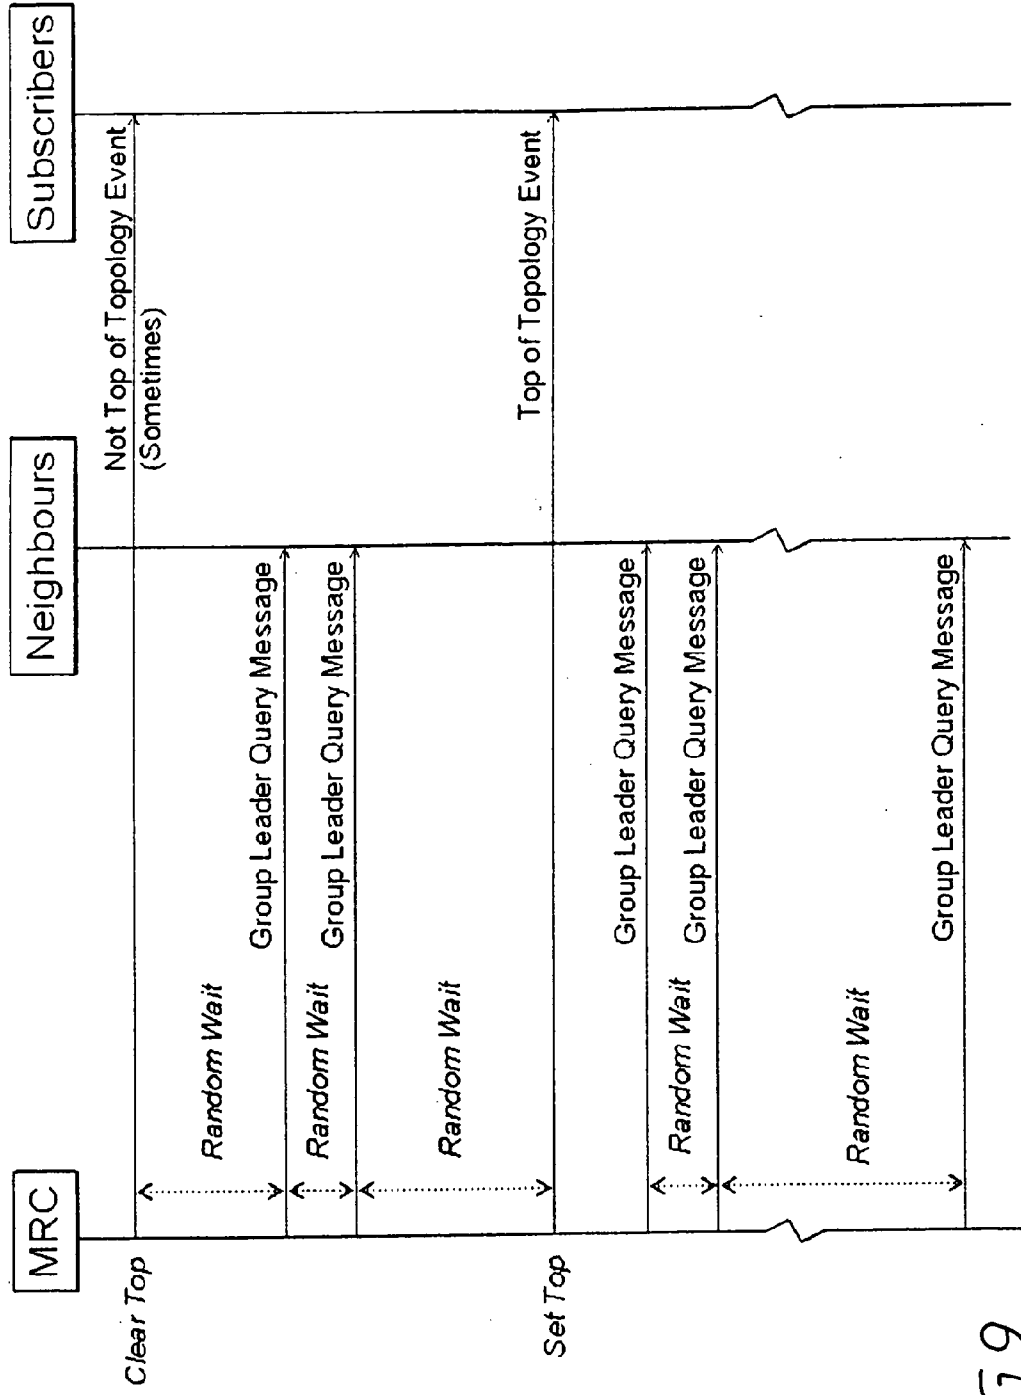 MRC
Neighbours
Subscribers
Clear Top
Not Top of Topology Event
(Sometimes)
Random Wait
Group Leader Query Message
Random Wait
Group Leader Query Message
Random Wait
Set Top
Top of Topology Event
Group Leader Query Message
Random Wait
Group Leader Query Message
Random Wait
Group Leader Query Message
9